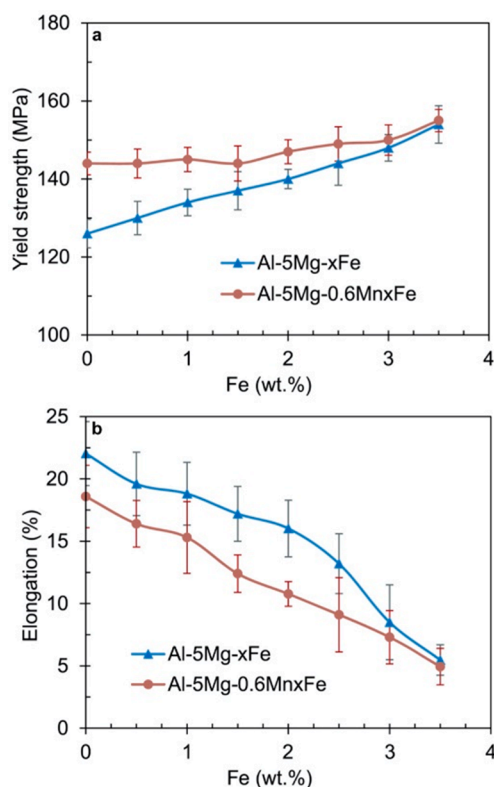 a
180
160
140
120
100
Yield strength (MPa)
Al-5Mg-xFe
Al-5Mg-0.6MnxFe
0 1 2 3 4
Fe (wt.%)
b
25
20
15
10
5
0
Elongation (%)
Al-5Mg-xFe
Al-5Mg-0.6MnxFe
0 1 2 3 4
Fe (wt.%)